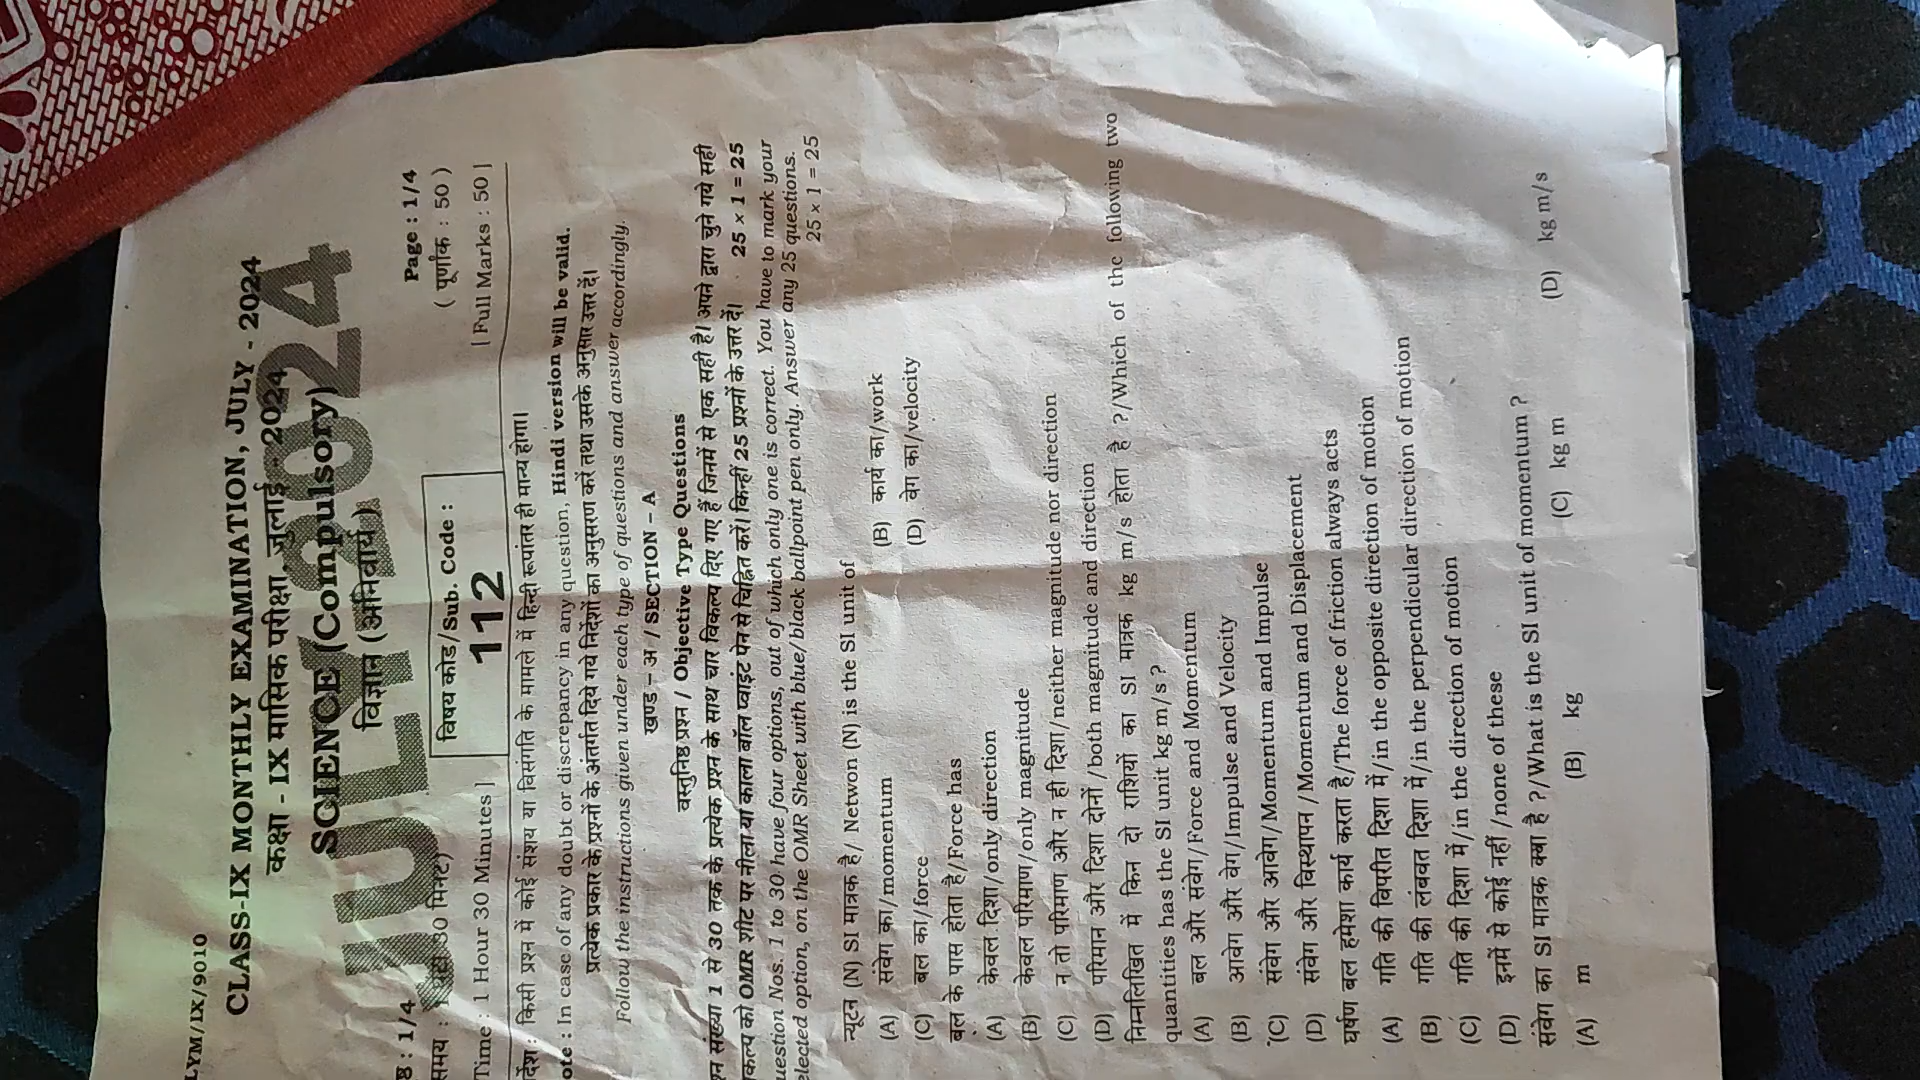 LYM/IX/9010
CLASS-IX MONTHLY EXAMINATION, JULY - 2024
कक्षा - IX मासिक परीक्षा, जुलाई - 2024
SCIENCE (Compulsory)
विज्ञान (अनिवार्य)
JULY 2024
: 1/4
Page : 1/4
समय : मिनट)
विषय कोड/Sub. Code :
112
( पूर्णांक : 50 )
Time : 1 Hour 30 Minutes ]
[ Full Marks : 50 ]
किसी प्रश्न में कोई संशय या विसंगति के मामले में हिन्दी रूपांतर ही मान्य होगा।
ote : In case of any doubt or discrepancy in any question, Hindi version will be valid.
प्रत्येक प्रकार के प्रश्नों के अंतर्गत दिये गये निर्देशों का अनुसरण करें तथा उसके अनुसार उत्तर दें।
Follow the instructions given under each type of questions and answer accordingly.
खण्ड – अ / SECTION – A
वस्तुनिष्ठ प्रश्न / Objective Type Questions
संख्या 1 से 30 तक के प्रत्येक प्रश्न के साथ चार विकल्प दिए गए हैं जिनमें से एक सही है। अपने द्वारा चुने गये सही
को OMR शीट पर नीला या काला बॉल प्वाइंट पेन से चिह्नित करें। किन्हीं 25 प्रश्नों के उत्तर दें। 25 x 1 = 25
uestion Nos. 1 to 30 have four options, out of which only one is correct. You have to mark your
elected option, on the OMR Sheet with blue/black ballpoint pen only. Answer any 25 questions.
25 x 1 = 25
न्यूटन (N) SI मात्रक है/ Netwon (N) is the SI unit of
(A) संवेग का/momentum (B) कार्य का/work
(C) बल का/force (D) वेग का/velocity
बल के पास होता है/Force has
(A) केवल दिशा/only direction
(B) केवल परिमाण/only magnitude
(C) न तो परिमाण और न ही दिशा/neither magnitude nor direction
(D) परिमान और दिशा दोनों/both magnitude and direction
निम्नलिखित में किन दो राशियों का SI मात्रक kg m/s होता है ?/Which of the following two
quantities has the SI unit kg m/s ?
(A) बल और संवेग/Force and Momentum
(B) आवेग और वेग/Impulse and Velocity
(C) संवेग और आवेग/Momentum and Impulse
(D) संवेग और विस्थापन /Momentum and Displacement
घर्षण बल हमेशा कार्य करता है/The force of friction always acts
(A) गति की विपरीत दिशा में/in the opposite direction of motion
(B) गति की लंबवत दिशा में/in the perpendicular direction of motion
(C) गति की दिशा में/in the direction of motion
(D) इनमें से कोई नहीं/none of these
संवेग का SI मात्रक क्या है ?/What is the SI unit of momentum ?
(A) m (B) kg (C) kg m (D) kg m/s